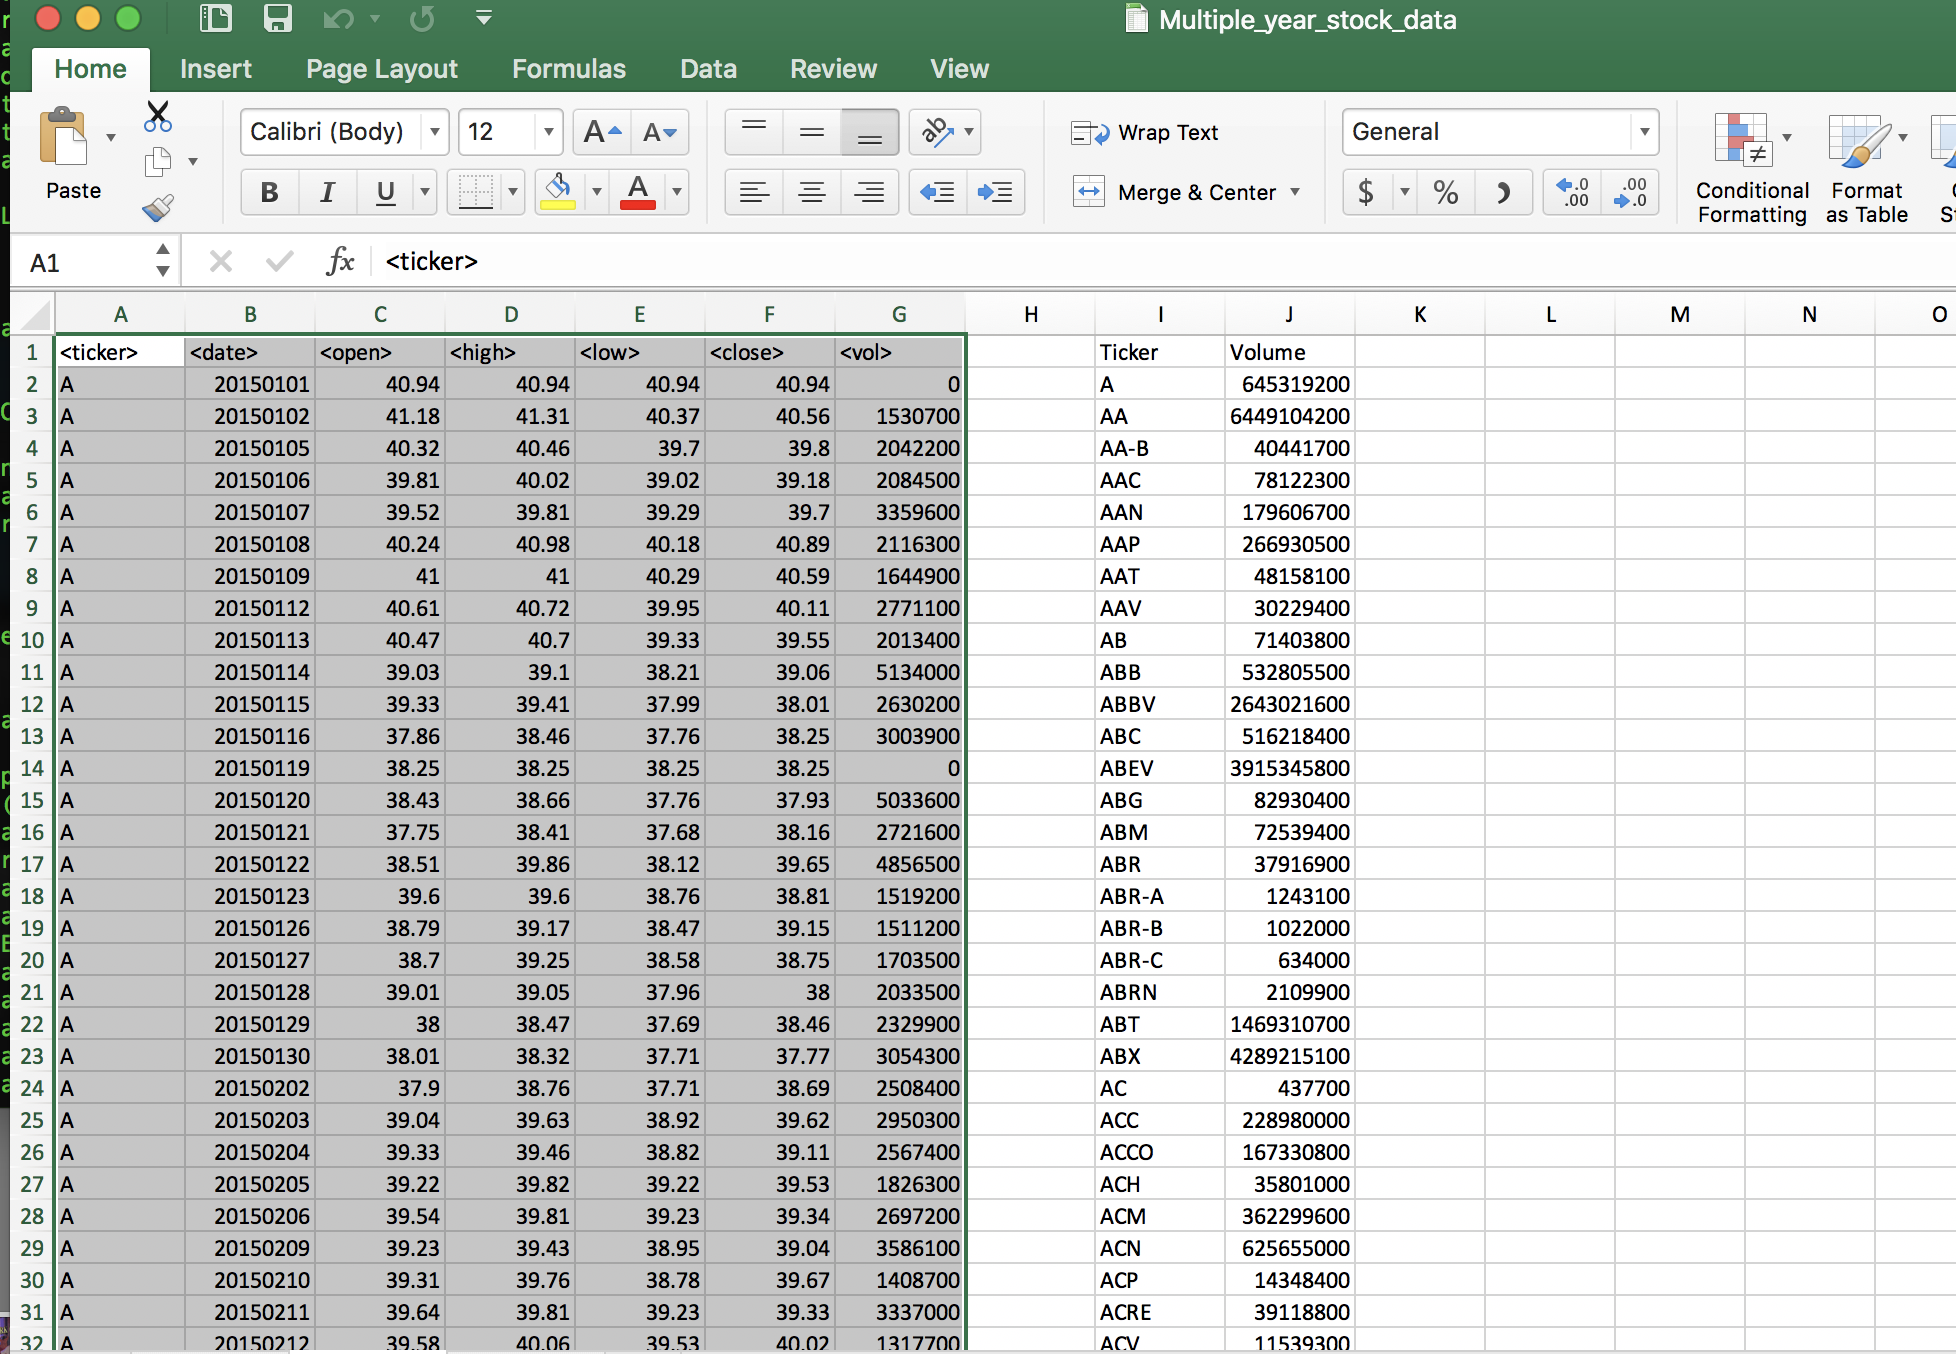 Multiple_year_stock_data
Home Insert Page Layout Formulas Data Review View
Paste
Calibri (Body) 12 A A
B I U A
ab
Wrap Text
Merge & Center
General
$ % )
.0 .00 .00 .0
Conditional Formatting
Format as Table
A1 fx <ticker>
A B C D E F G H I J K L M N O
1 <ticker> <date> <open> <high> <low> <close> <vol> Ticker Volume
2 A 20150101 40.94 40.94 40.94 40.94 0 A 645319200
3 A 20150102 41.18 41.31 40.37 40.56 1530700 AA 6449104200
4 A 20150105 40.32 40.46 39.7 39.8 2042200 AA-B 40441700
5 A 20150106 39.81 40.02 39.02 39.18 2084500 AAC 78122300
6 A 20150107 39.52 39.81 39.29 39.7 3359600 AAN 179606700
7 A 20150108 40.24 40.98 40.18 40.89 2116300 AAP 266930500
8 A 20150109 41 41 40.29 40.59 1644900 AAT 48158100
9 A 20150112 40.61 40.72 39.95 40.11 2771100 AAV 30229400
10 A 20150113 40.47 40.7 39.33 39.55 2013400 AB 71403800
11 A 20150114 39.03 39.1 38.21 39.06 5134000 ABB 532805500
12 A 20150115 39.33 39.41 37.99 38.01 2630200 ABBV 2643021600
13 A 20150116 37.86 38.46 37.76 38.25 3003900 ABC 516218400
14 A 20150119 38.25 38.25 38.25 38.25 0 ABEV 3915345800
15 A 20150120 38.43 38.66 37.76 37.93 5033600 ABG 82930400
16 A 20150121 37.75 38.41 37.68 38.16 2721600 ABM 72539400
17 A 20150122 38.51 39.86 38.12 39.65 4856500 ABR 37916900
18 A 20150123 39.6 39.6 38.76 38.81 1519200 ABR-A 1243100
19 A 20150126 38.79 39.17 38.47 39.15 1511200 ABR-B 1022000
20 A 20150127 38.7 39.25 38.58 38.75 1703500 ABR-C 634000
21 A 20150128 39.01 39.05 37.96 38 2033500 ABRN 2109900
22 A 20150129 38 38.47 37.69 38.46 2329900 ABT 1469310700
23 A 20150130 38.01 38.32 37.71 37.77 3054300 ABX 4289215100
24 A 20150202 37.9 38.76 37.71 38.69 2508400 AC 437700
25 A 20150203 39.04 39.63 38.92 39.62 2950300 ACC 228980000
26 A 20150204 39.33 39.46 38.82 39.11 2567400 ACCO 167330800
27 A 20150205 39.22 39.82 39.22 39.53 1826300 ACH 35801000
28 A 20150206 39.54 39.81 39.23 39.34 2697200 ACM 362299600
29 A 20150209 39.23 39.43 38.95 39.04 3586100 ACN 625655000
30 A 20150210 39.31 39.76 38.78 39.67 1408700 ACP 14348400
31 A 20150211 39.64 39.81 39.23 39.33 3337000 ACRE 39118800
32 A 20150212 39.58 40.06 39.53 40.02 1317700 ACV 11539300